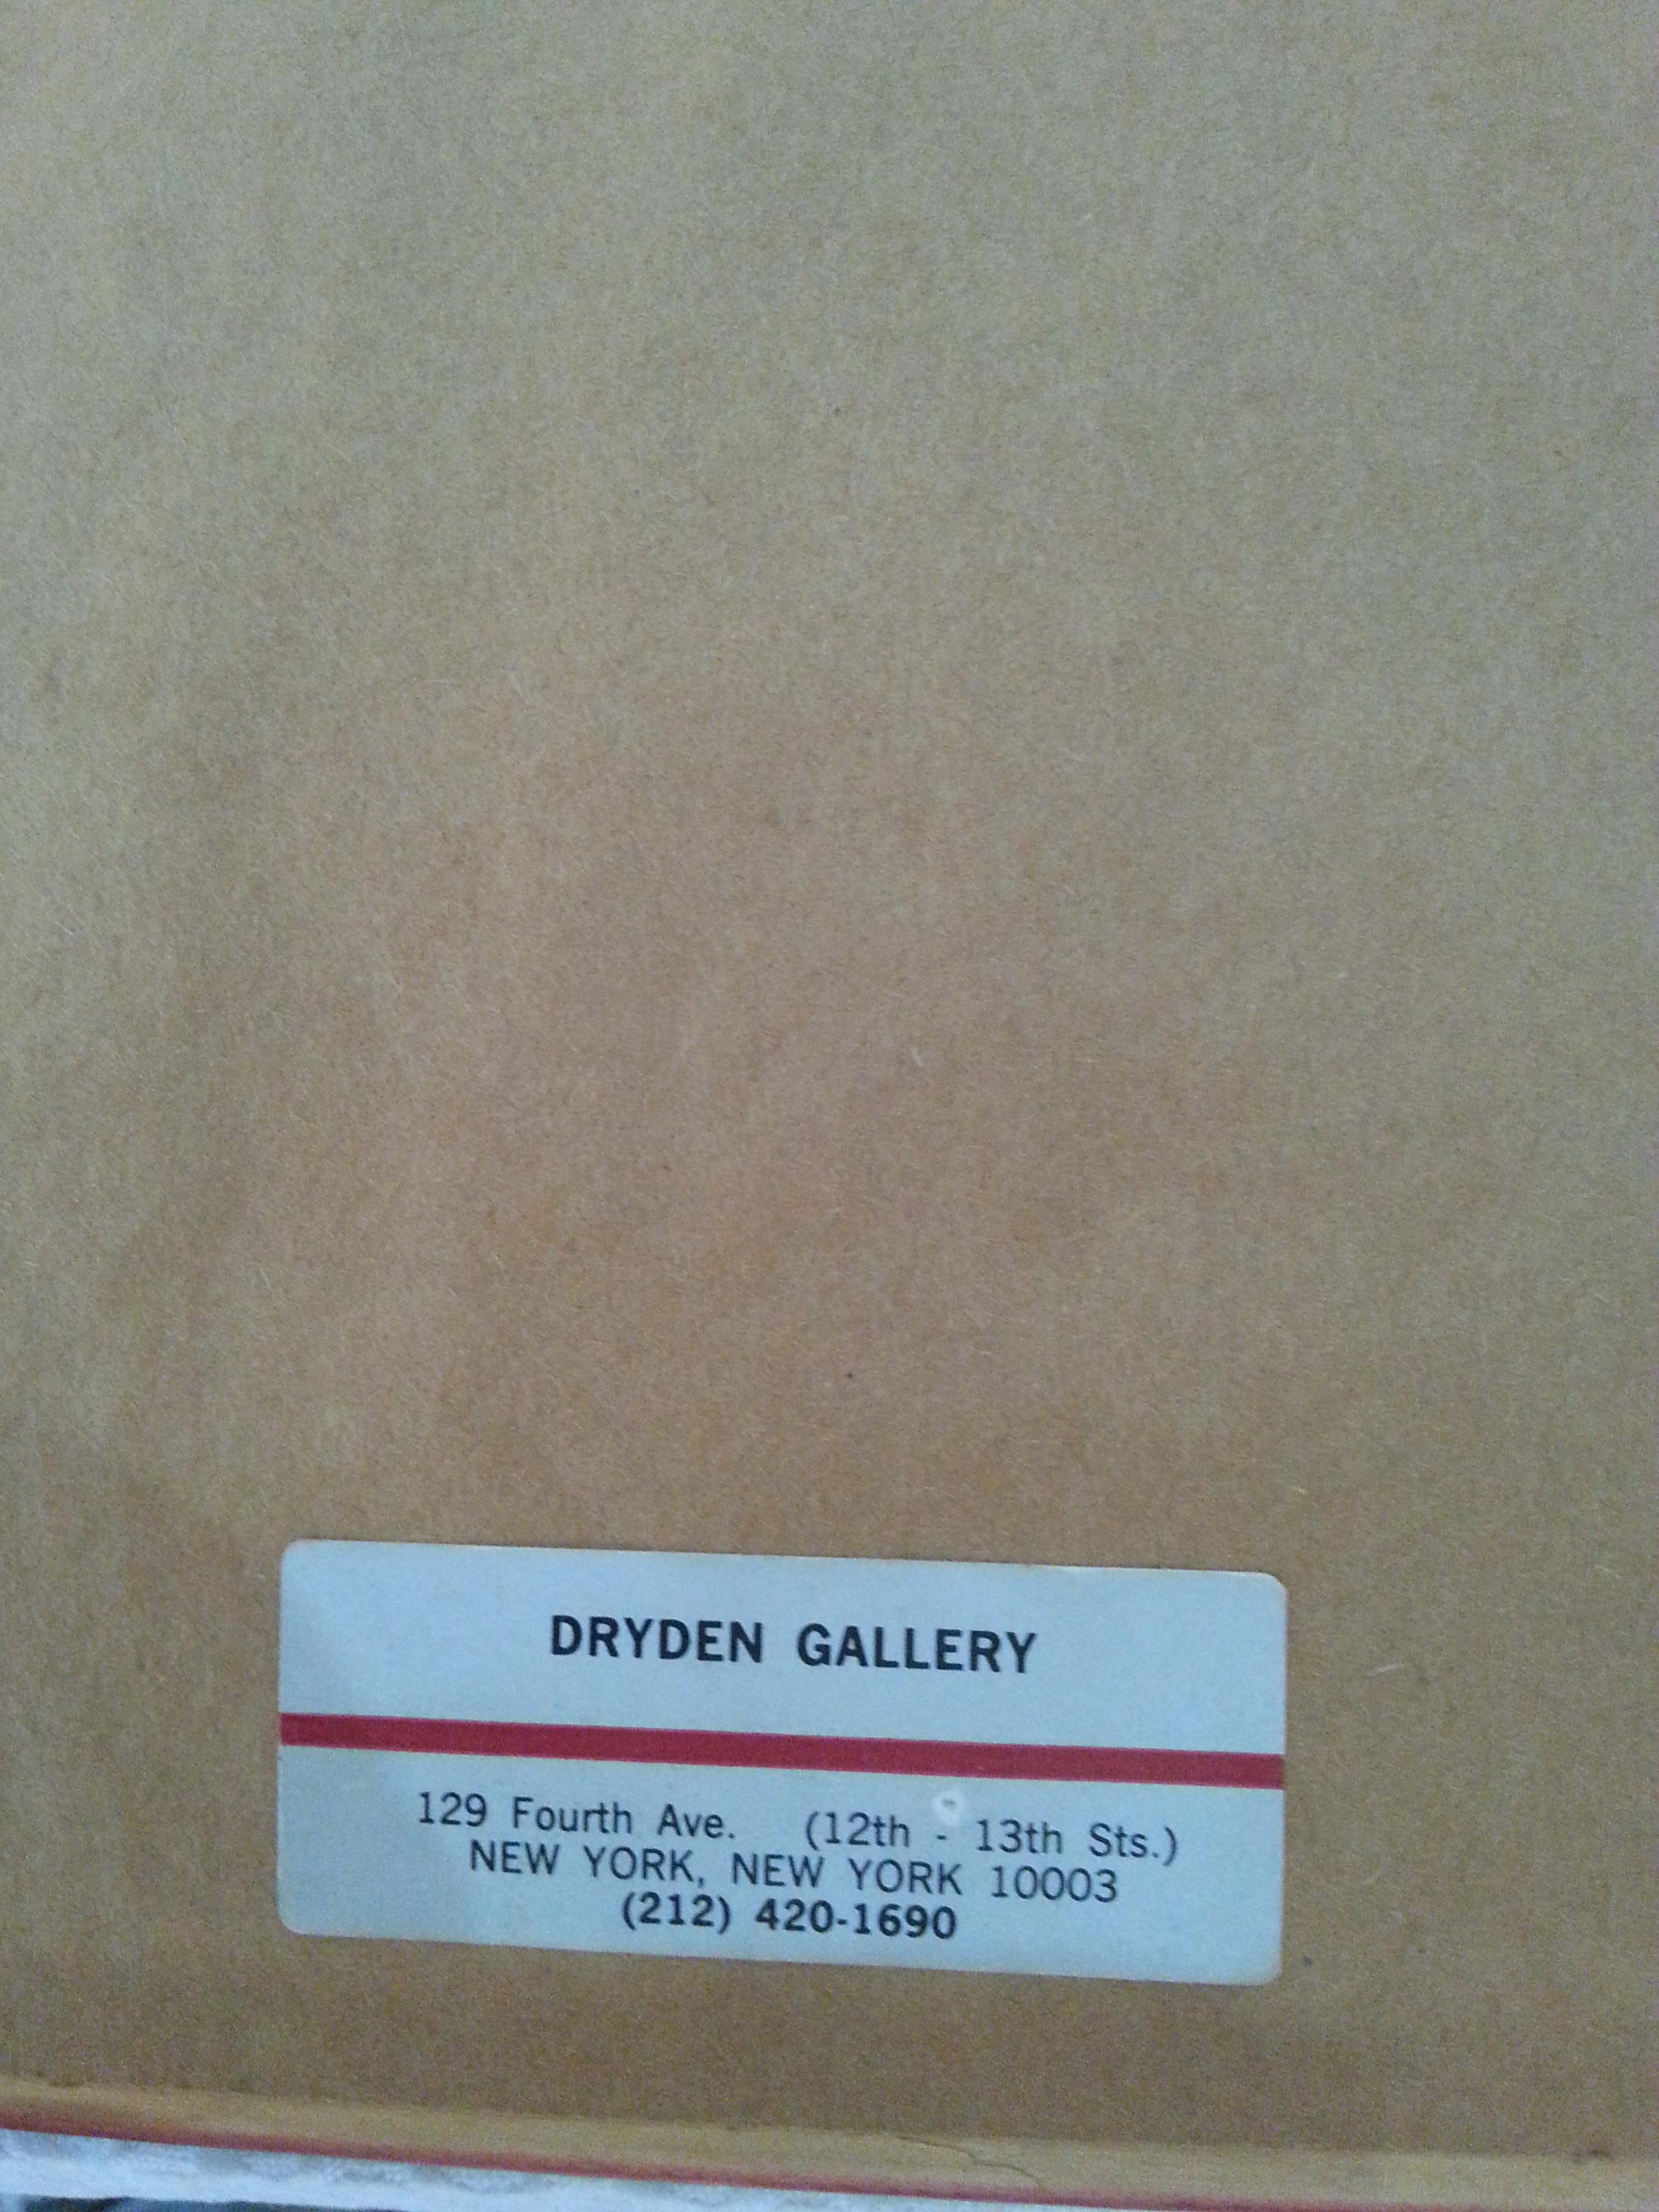 DRYDEN GALLERY
129 Fourth Ave. (12th - 13th Sts.)
NEW YORK, NEW YORK 10003
(212) 420-1690